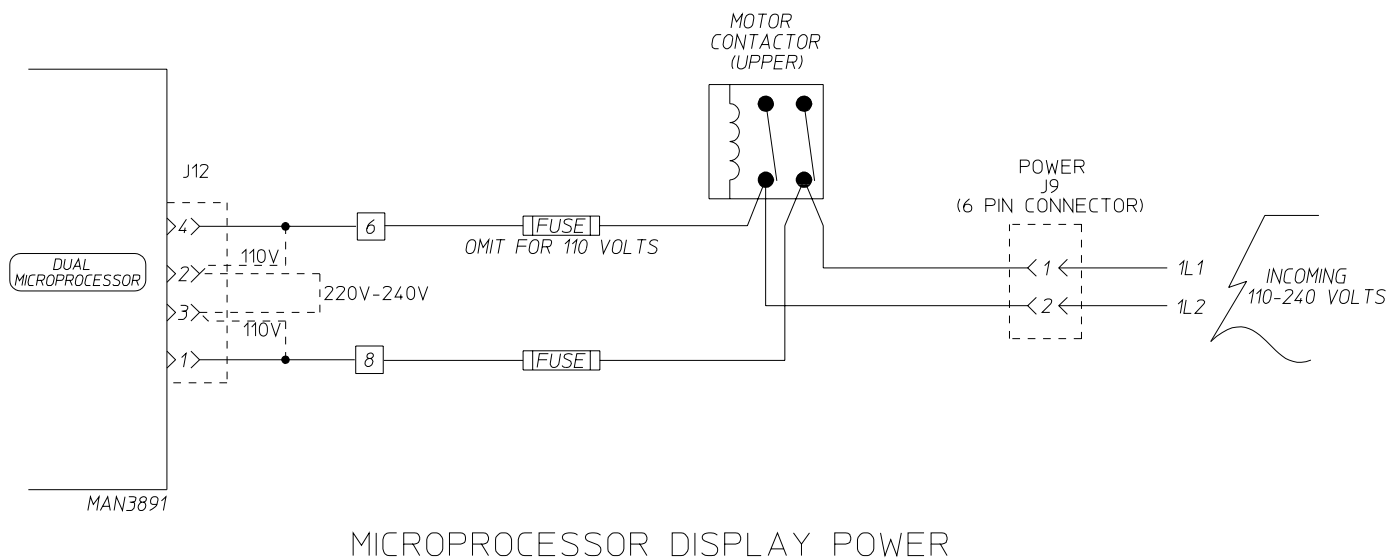 MOTOR
CONTACTOR
(UPPER)
J12
POWER
J9
(6 PIN CONNECTOR)
4
6
FUSE
OMIT FOR 110 VOLTS
110V
DUAL
MICROPROCESSOR
2
220V-240V
3
110V
1
8
FUSE
1
1L1
2
1L2
INCOMING
110-240 VOLTS
MAN3891
MICROPROCESSOR DISPLAY POWER